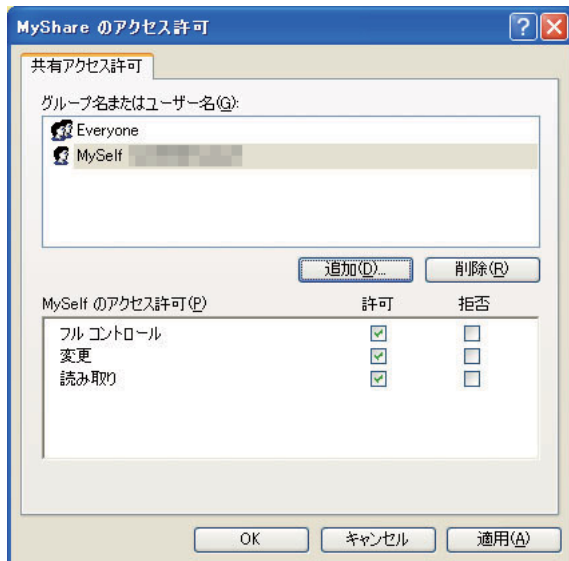 MyShare のアクセス許可
共有アクセス許可
グループ名またはユーザー名(G):
Everyone
MySelf
追加(D)...
削除(R)
MySelf のアクセス許可(P) 許可 拒否
フル コントロール
変更
読み取り
OK キャンセル 適用(A)